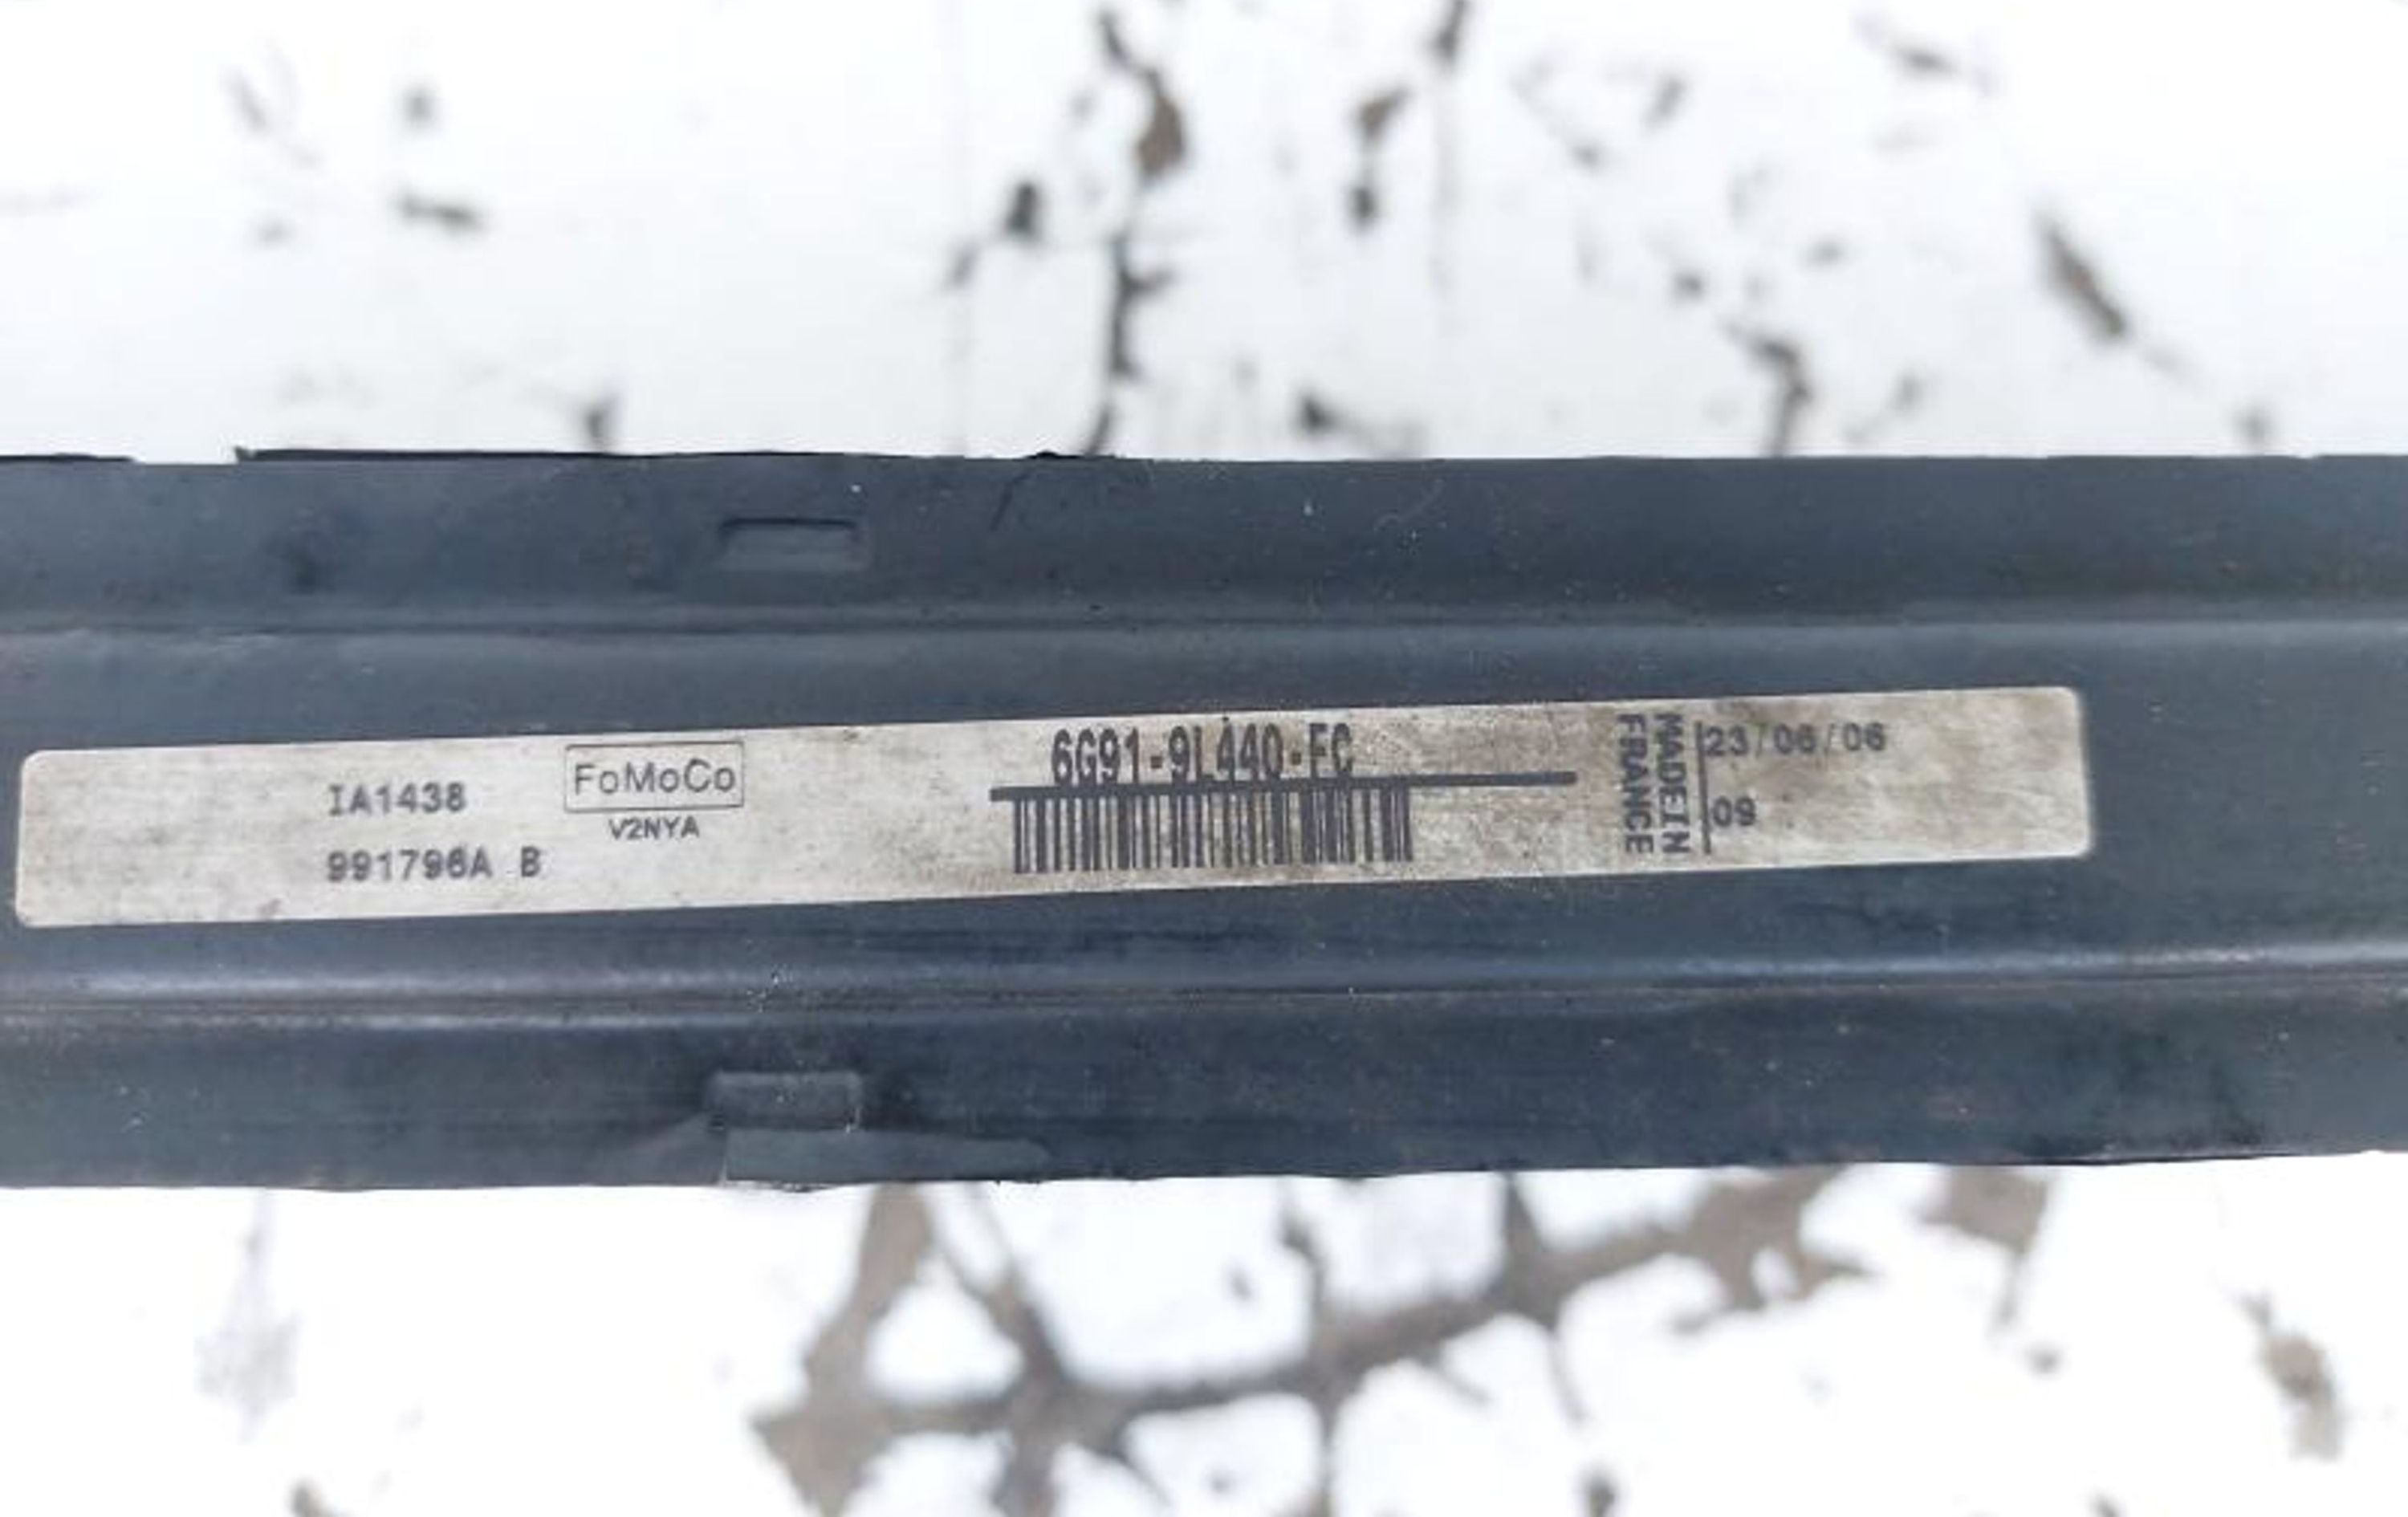 IA1438
991796A B
FoMoCo
V2NYA
6G91-9L440-FC
MADEIN
FRANCE
23/06/06
09